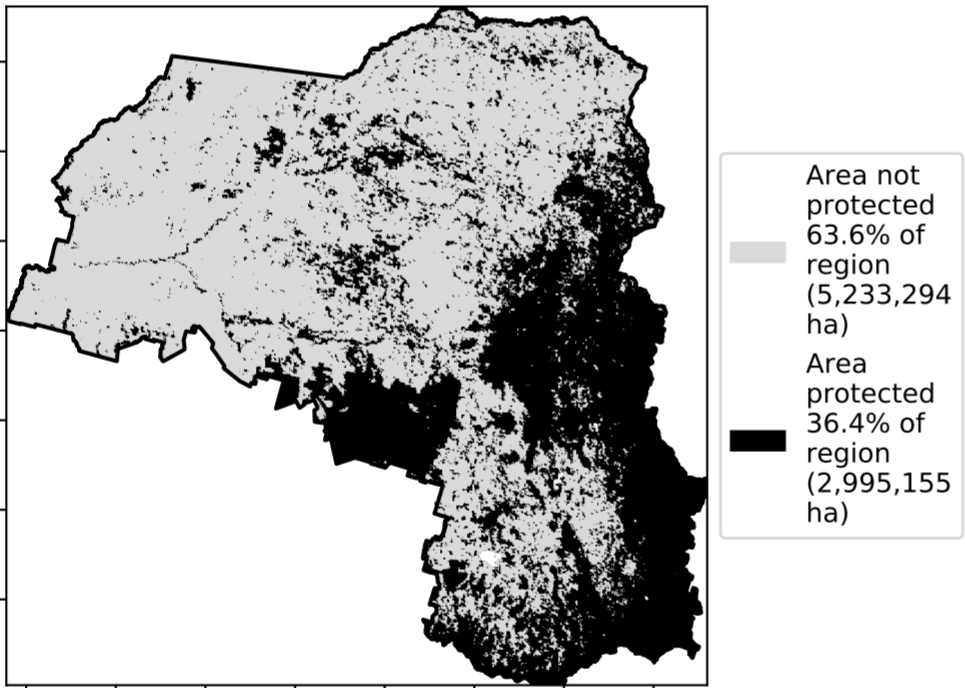 Area not
protected
63.6% of
region
(5,233,294
ha)
Area
protected
36.4% of
region
(2,995,155
ha)